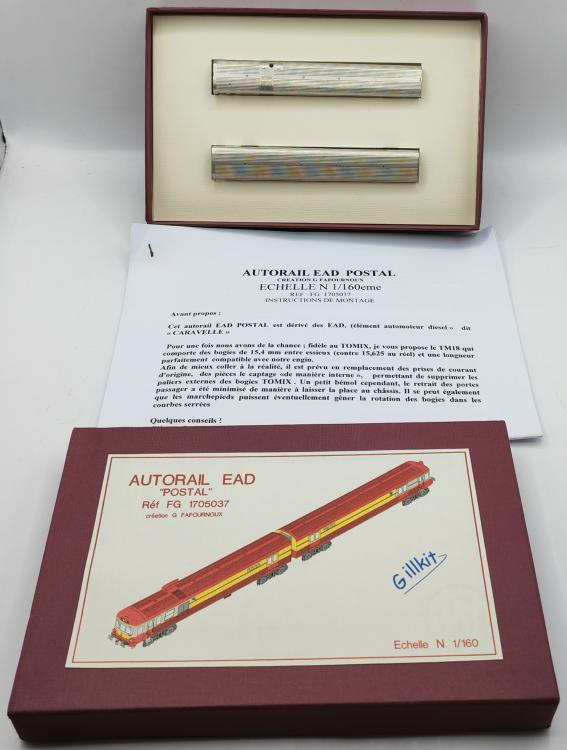 AUTORAIL EAD POSTAL
CREATION G FAFOURNOUX
ECHELLE N 1/160eme
REF FG 1705037
INSTRUCTIONS DE MONTAGE
Avant propos :
Cet autorail EAD POSTAL est dérivé des EAD, (élément automoteur diesel » dit
« CARAVELLE »
Pour une fois nous avons de la chance ; fidèle au TOMIX, je vous propose le TM18 qui
comporte des bogies de 15,4 mm entre essieux (contre 15,625 au réel) et une longueur
parfaitement compatible avec notre engin.
Afin de mieux coller à la réalité, il est prévu en remplacement des prises de courant
d'origine, des pièces le captage «de manière interne », permettant de supprimer les
paliers externes des bogies TOMIX . Un petit bémol cependant, le retrait des portes
passager a été minimisé de manière à laisser la place au châssis. Il se peut également
que les marchepieds puissent éventuellement gêner la rotation des bogies dans les
courbes serrées
Quelques conseils !
AUTORAIL EAD
"POSTAL"
Réf FG 1705037
création G FAFOURNOUX
Gillkit
Echelle N 1/160